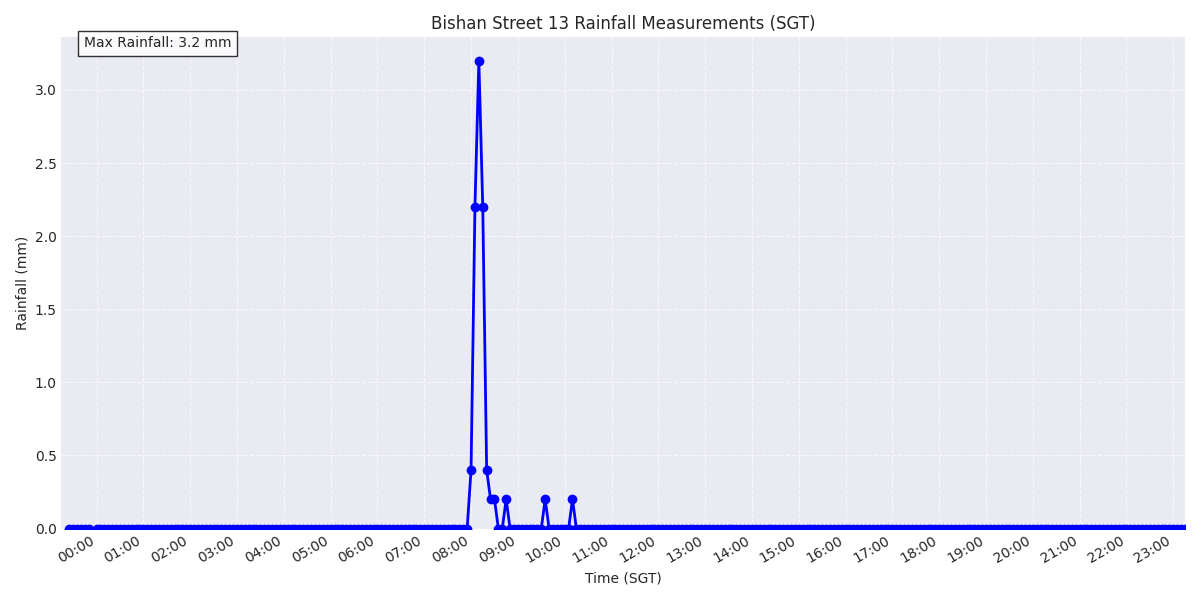 Bishan Street 13 Rainfall Measurements (SGT)
Max Rainfall: 3.2 mm
3.0
2.5
2.0
1.5
1.0
0.5
0.0
Rainfall (mm)
00:00 01:00 02:00 03:00 04:00 05:00 06:00 07:00 08:00 09:00 10:00 11:00 12:00 13:00 14:00 15:00 16:00 17:00 18:00 19:00 20:00 21:00 22:00 23:00
Time (SGT)